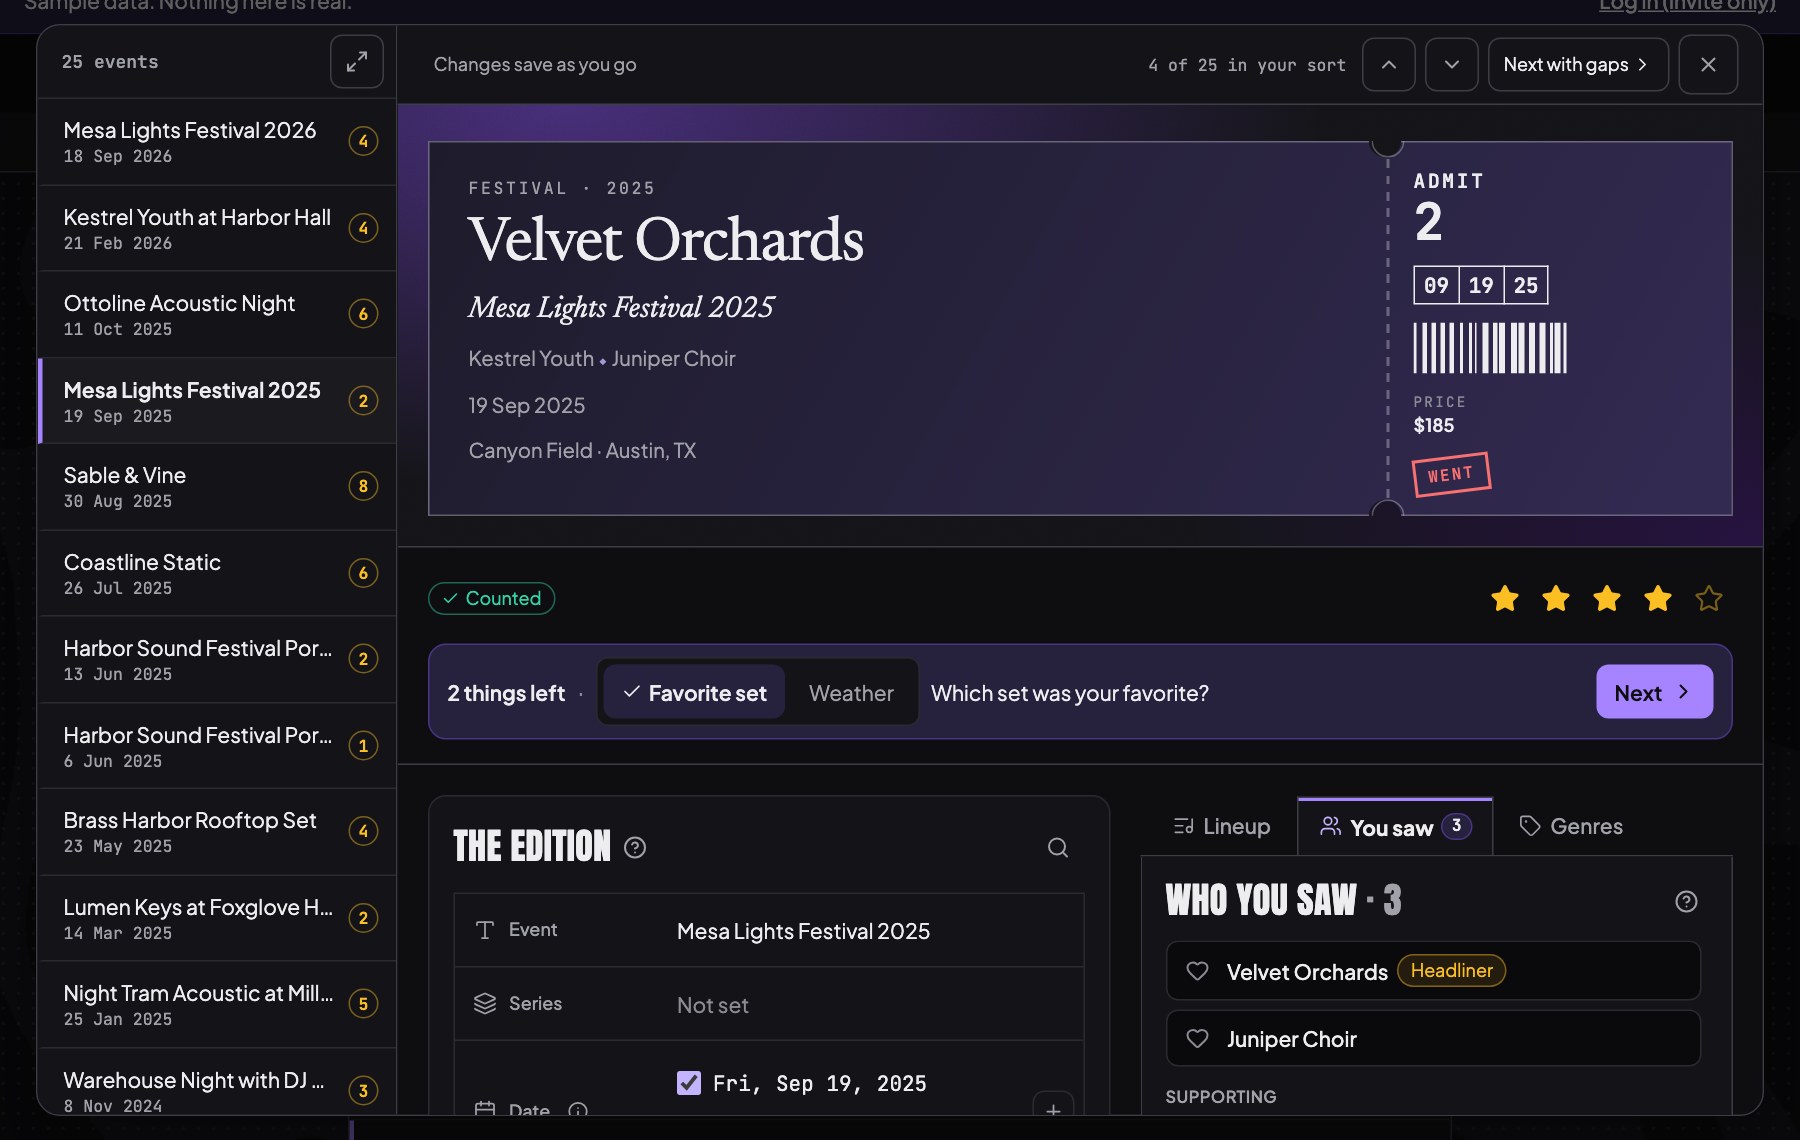 Sample data. Nothing here is real.
Log in (invite only)
25 events
Mesa Lights Festival 2026
18 Sep 2026
4
Kestrel Youth at Harbor Hall
21 Feb 2026
4
Ottoline Acoustic Night
11 Oct 2025
6
Mesa Lights Festival 2025
19 Sep 2025
2
Sable & Vine
30 Aug 2025
8
Coastline Static
26 Jul 2025
6
Harbor Sound Festival Por...
13 Jun 2025
2
Harbor Sound Festival Por...
6 Jun 2025
1
Brass Harbor Rooftop Set
23 May 2025
4
Lumen Keys at Foxglove H...
14 Mar 2025
2
Night Tram Acoustic at Mill...
25 Jan 2025
5
Warehouse Night with DJ ...
8 Nov 2024
3
Changes save as you go
4 of 25 in your sort
Next with gaps
FESTIVAL · 2025
Velvet Orchards
Mesa Lights Festival 2025
Kestrel Youth ⬩ Juniper Choir
19 Sep 2025
Canyon Field · Austin, TX
ADMIT
2
09 19 25
PRICE
$185
WENT
Counted
2 things left · Favorite set Weather Which set was your favorite?
Next
THE EDITION
Event Mesa Lights Festival 2025
Series Not set
Date Fri, Sep 19, 2025
Lineup You saw 3 Genres
WHO YOU SAW · 3
Velvet Orchards Headliner
Juniper Choir
SUPPORTING